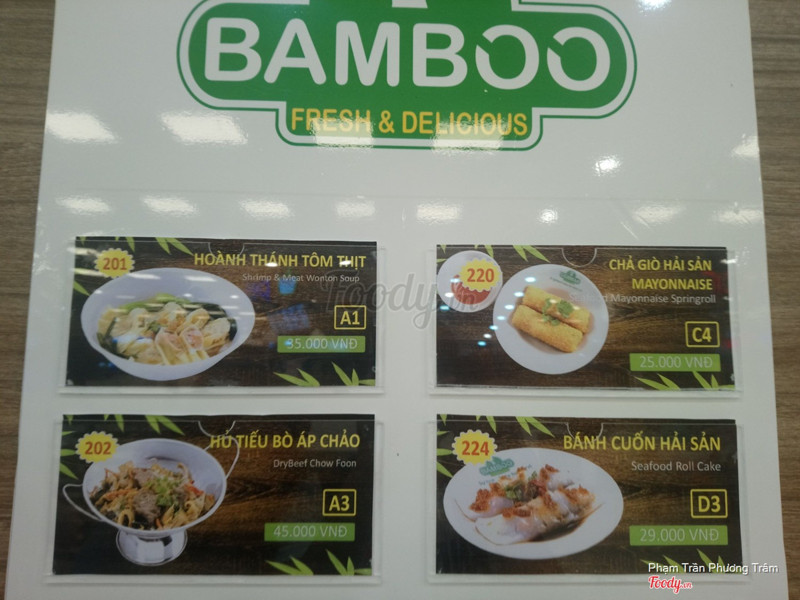 BAMBOO
FRESH & DELICIOUS
201
HOÀNH THÁNH TÔM THỊT
Shrimp & Meat Wonton Soup
A1
35.000 VNĐ
220
CHẢ GIÒ HẢI SẢN
MAYONNAISE
Mayonnaise Springroll
C4
25.000 VNĐ
202
HỦ TIẾU BÒ ÁP CHẢO
DryBeef Chow Foon
A3
45.000 VNĐ
224
BAMBOO
BÁNH CUỐN HẢI SẢN
Seafood Roll Cake
D3
29.000 VNĐ
Foody.vn
Phạm Trần Phương Trâm
Foody.vn